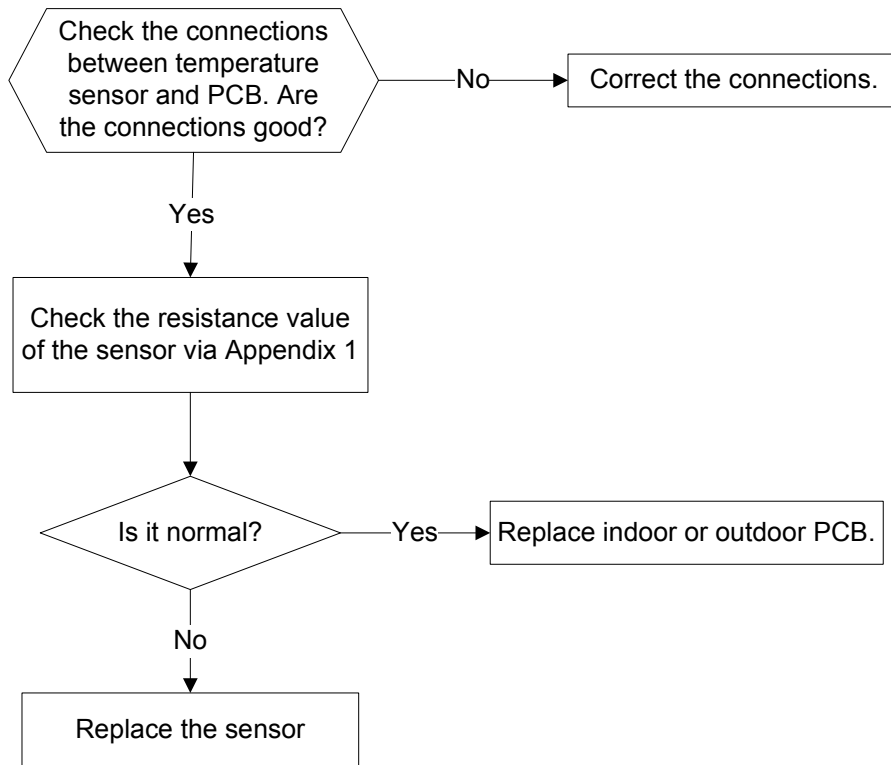 Check the connections
between temperature
sensor and PCB. Are
the connections good?
No
Correct the connections.
Yes
Check the resistance value
of the sensor via Appendix 1
Is it normal?
Yes
Replace indoor or outdoor PCB.
No
Replace the sensor